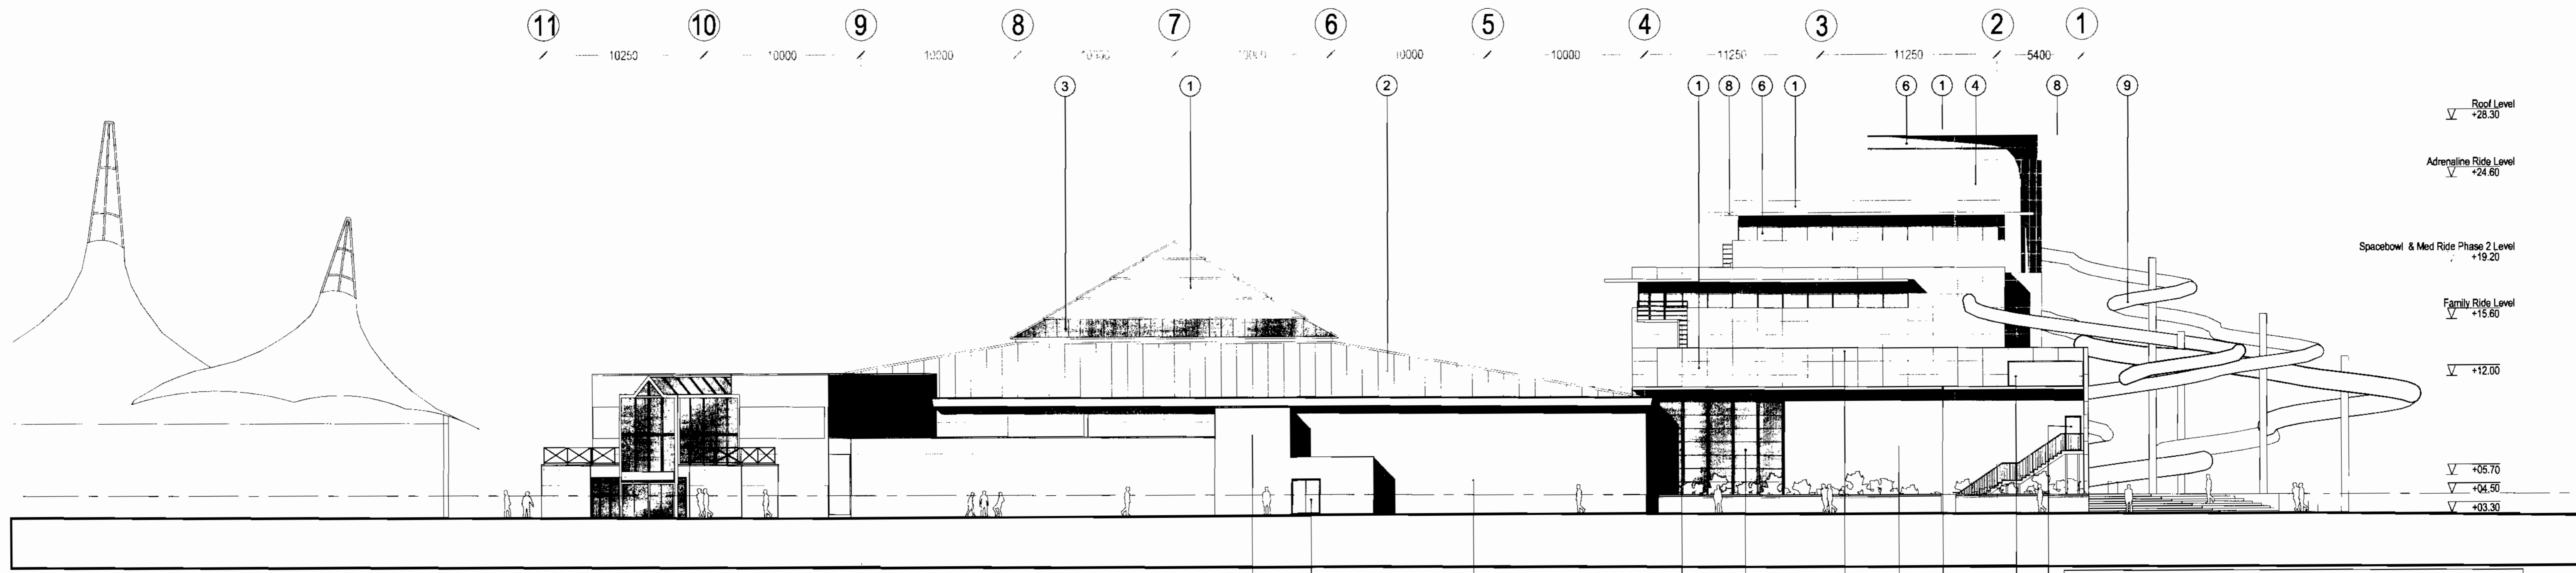 11 10 9 8 7 6 5 4 3 2 1
10250 10000 10000 10000 10000 11250 11250 5400
3 1 2 1 8 6 1 6 1 4 8 9
Roof Level
+28.30
Adrenaline Ride Level
+24.60
Spacebowl & Med Ride Phase 2 Level
+19.20
Family Ride Level
+15.60
+12.00
+05.70
+04.50
+03.30